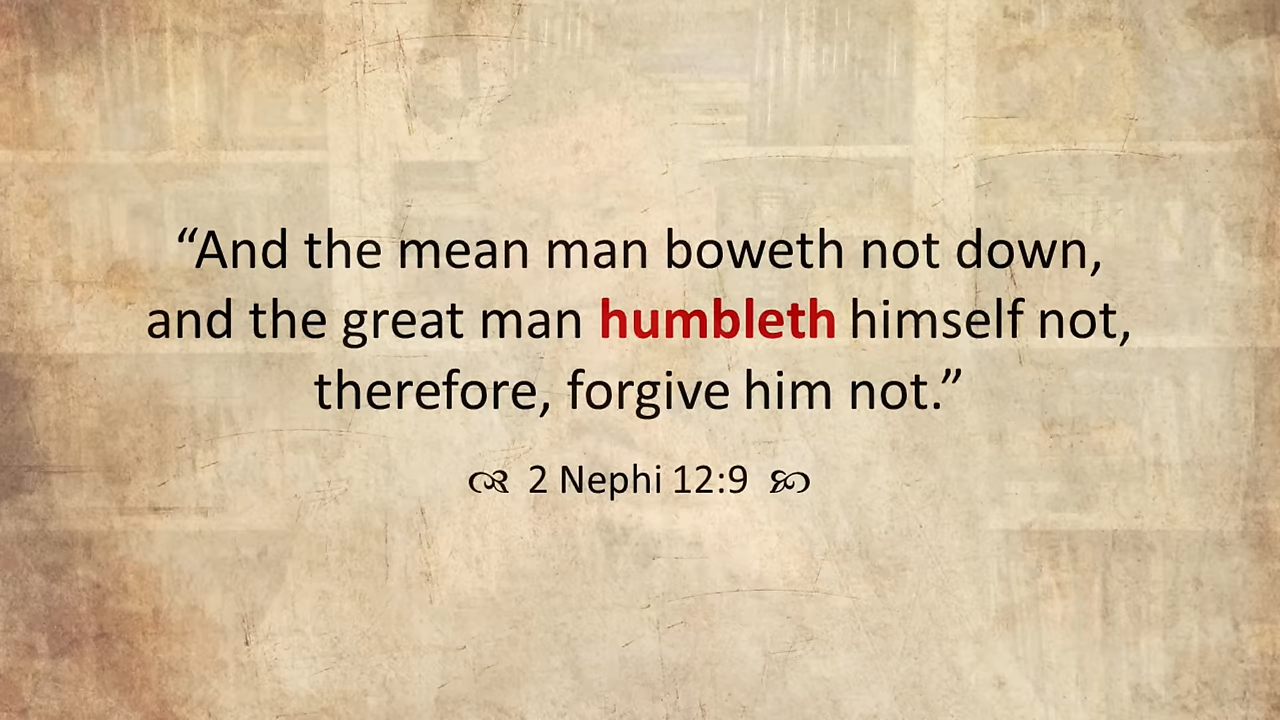 “And the mean man boweth not down,
and the great man humbleth himself not,
therefore, forgive him not.”
2 Nephi 12:9